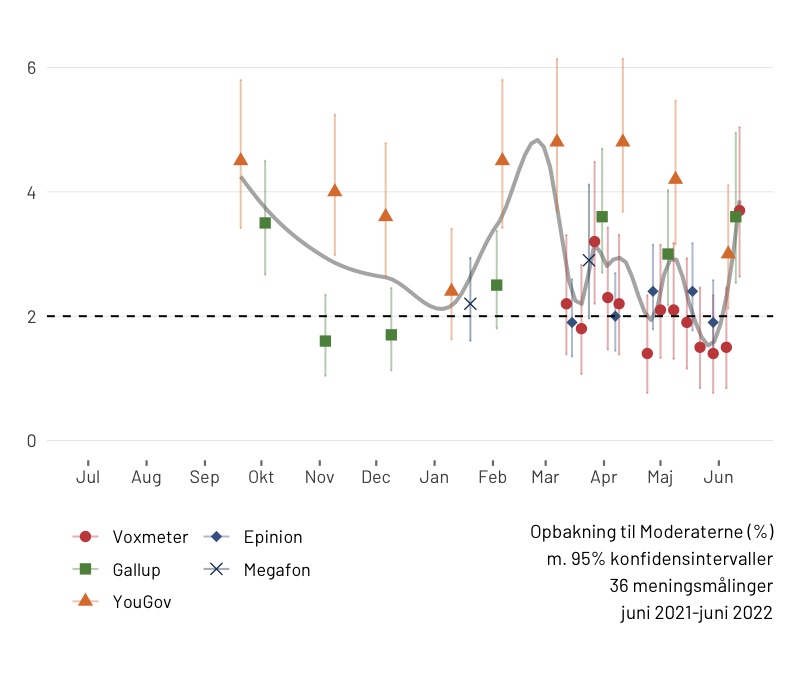 6
4
2
0
Jul Aug Sep Okt Nov Dec Jan Feb Mar Apr Maj Jun
Voxmeter Epinion
Gallup Megafon
YouGov
Opbakning til Moderaterne (%)
m. 95% konfidensintervaller
36 meningsmålinger
juni 2021-juni 2022